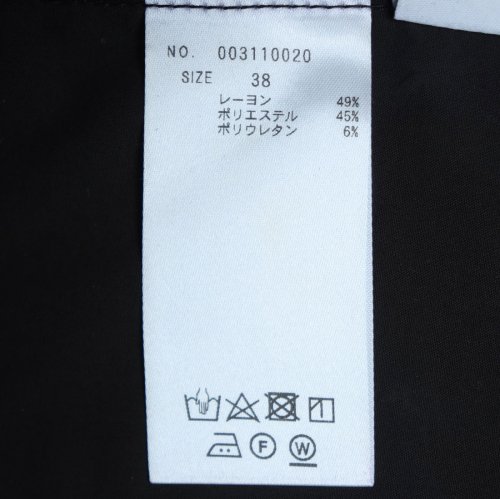 NO. 003110020
SIZE 38
レーヨン 49%
ポリエステル 45%
ポリウレタン 6%
F W